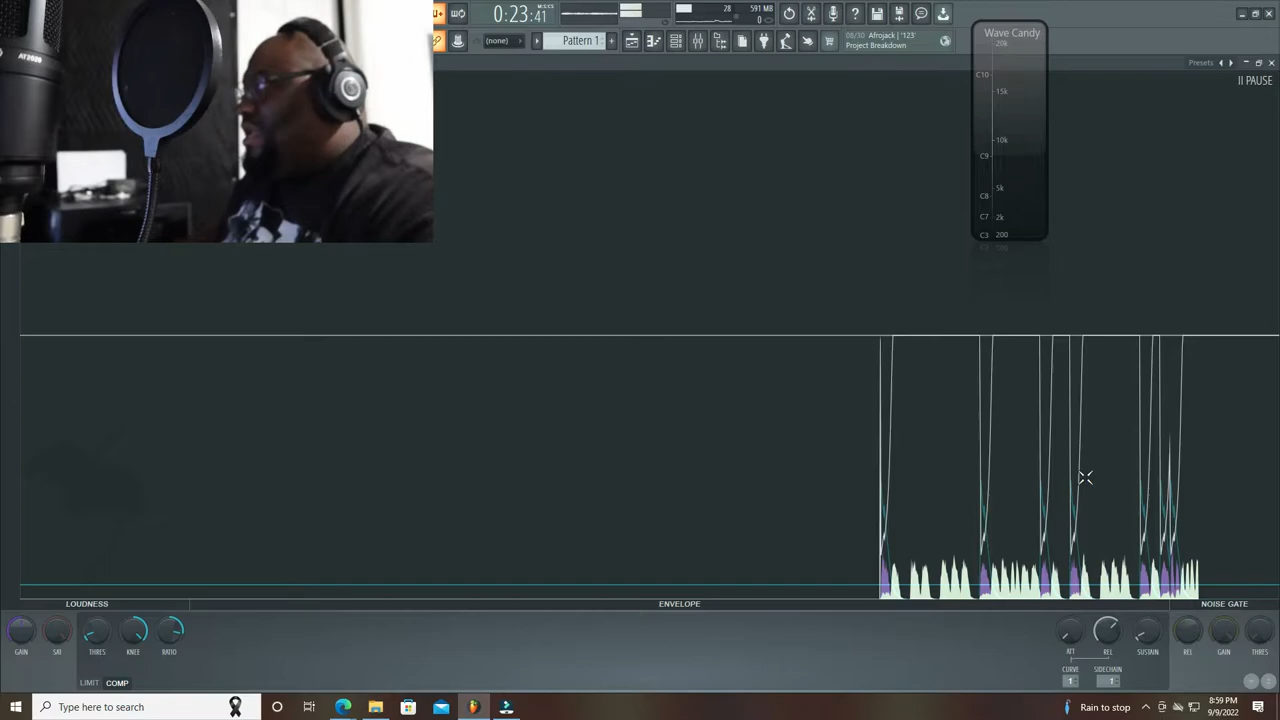 AT2020
0:23:41
M:S:CS
28
591 MB
0
(none)
Pattern 1
08/30 Afrojack | '123'
Project Breakdown
Wave Candy
20k
C10
15k
10k
C9
5k
C8
C7 2k
C3 200
Presets
II PAUSE
LOUDNESS
ENVELOPE
NOISE GATE
GAIN SAT THRES KNEE RATIO
ATT REL SUSTAIN REL GAIN THRES
CURVE SIDECHAIN
1 1
LIMIT COMP
Type here to search
Rain to stop
8:59 PM
9/9/2022